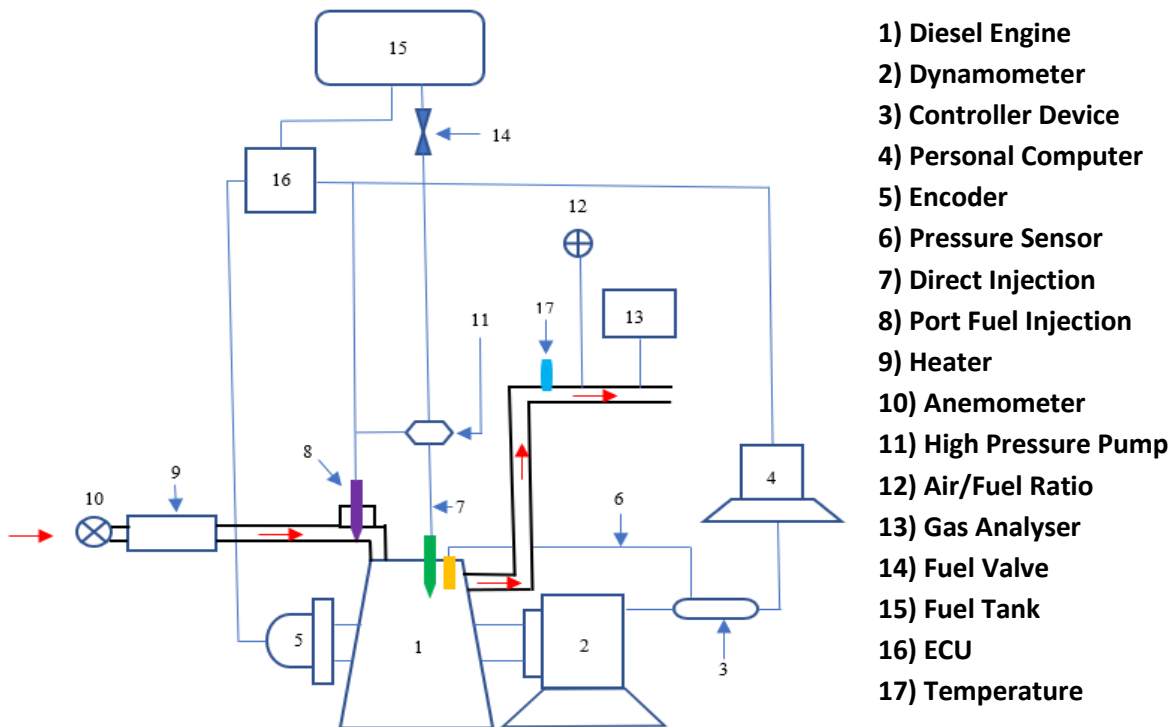 15
14
16
12
11
17
13
8
10
9
7
6
4
5
1
2
3
1) Diesel Engine
2) Dynamometer
3) Controller Device
4) Personal Computer
5) Encoder
6) Pressure Sensor
7) Direct Injection
8) Port Fuel Injection
9) Heater
10) Anemometer
11) High Pressure Pump
12) Air/Fuel Ratio
13) Gas Analyser
14) Fuel Valve
15) Fuel Tank
16) ECU
17) Temperature